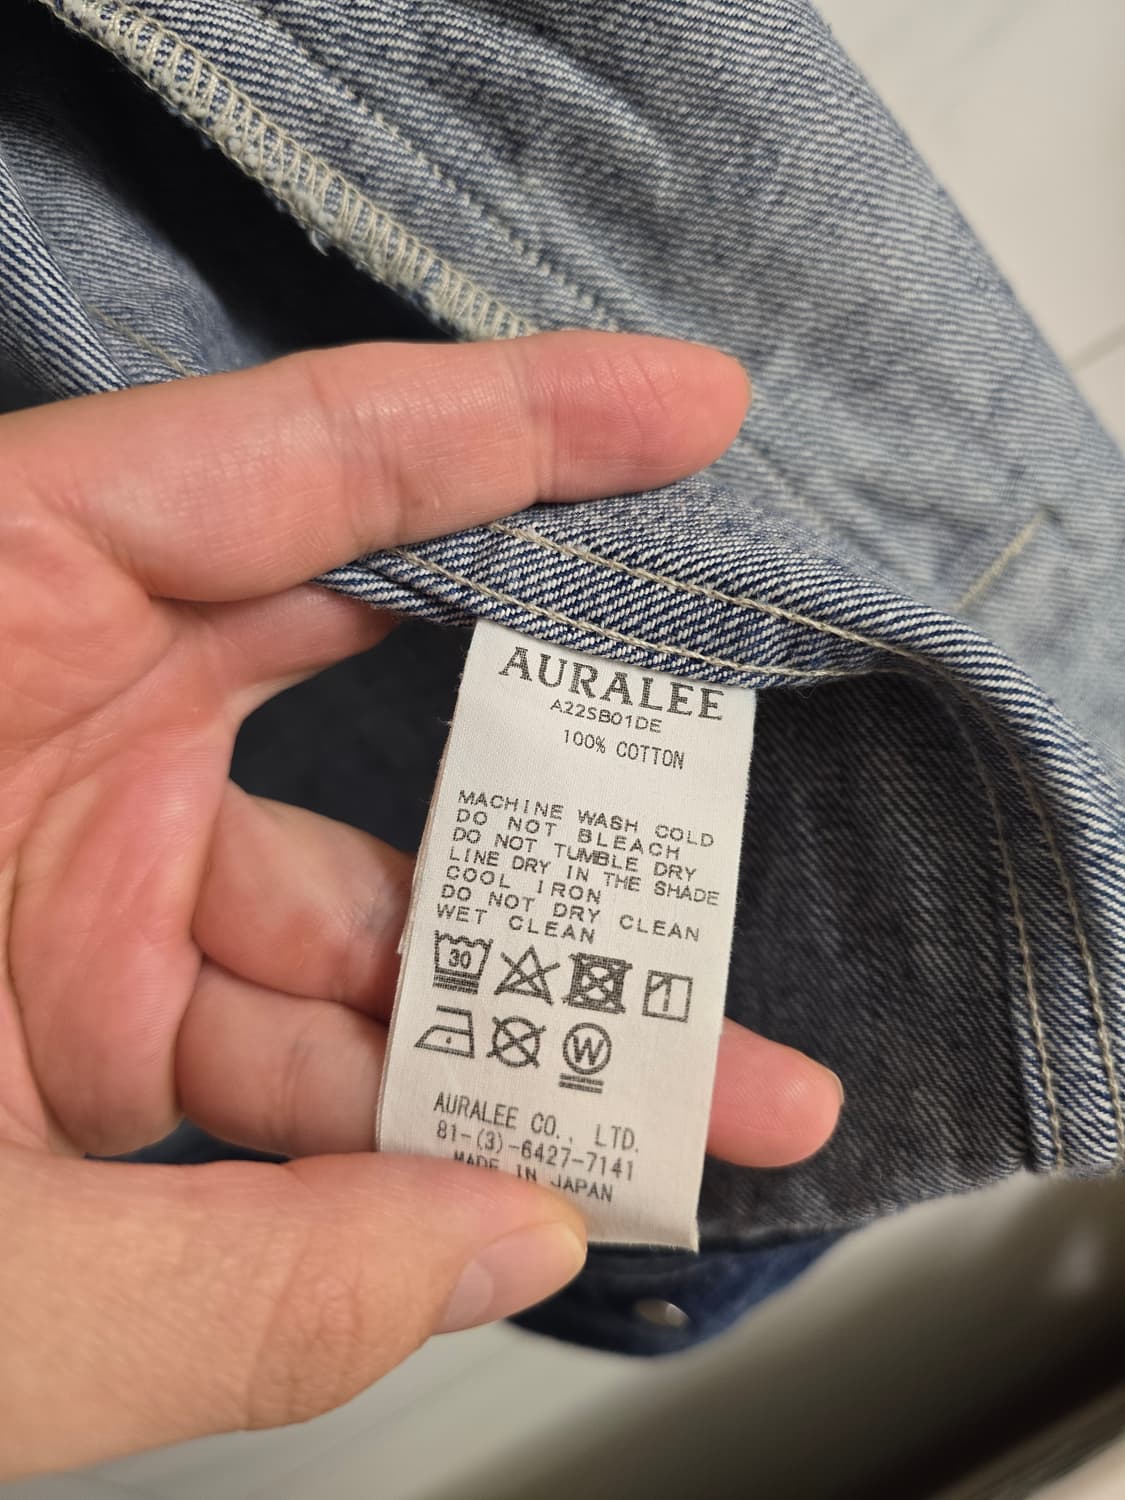 AURALEE
A22SB01DE
100% COTTON
MACHINE WASH COLD
DO NOT BLEACH
DO NOT TUMBLE DRY
LINE DRY IN THE SHADE
COOL IRON
DO NOT DRY CLEAN
WET CLEAN
30
W
AURALEE CO., LTD.
81-(3)-6427-7141
MADE IN JAPAN